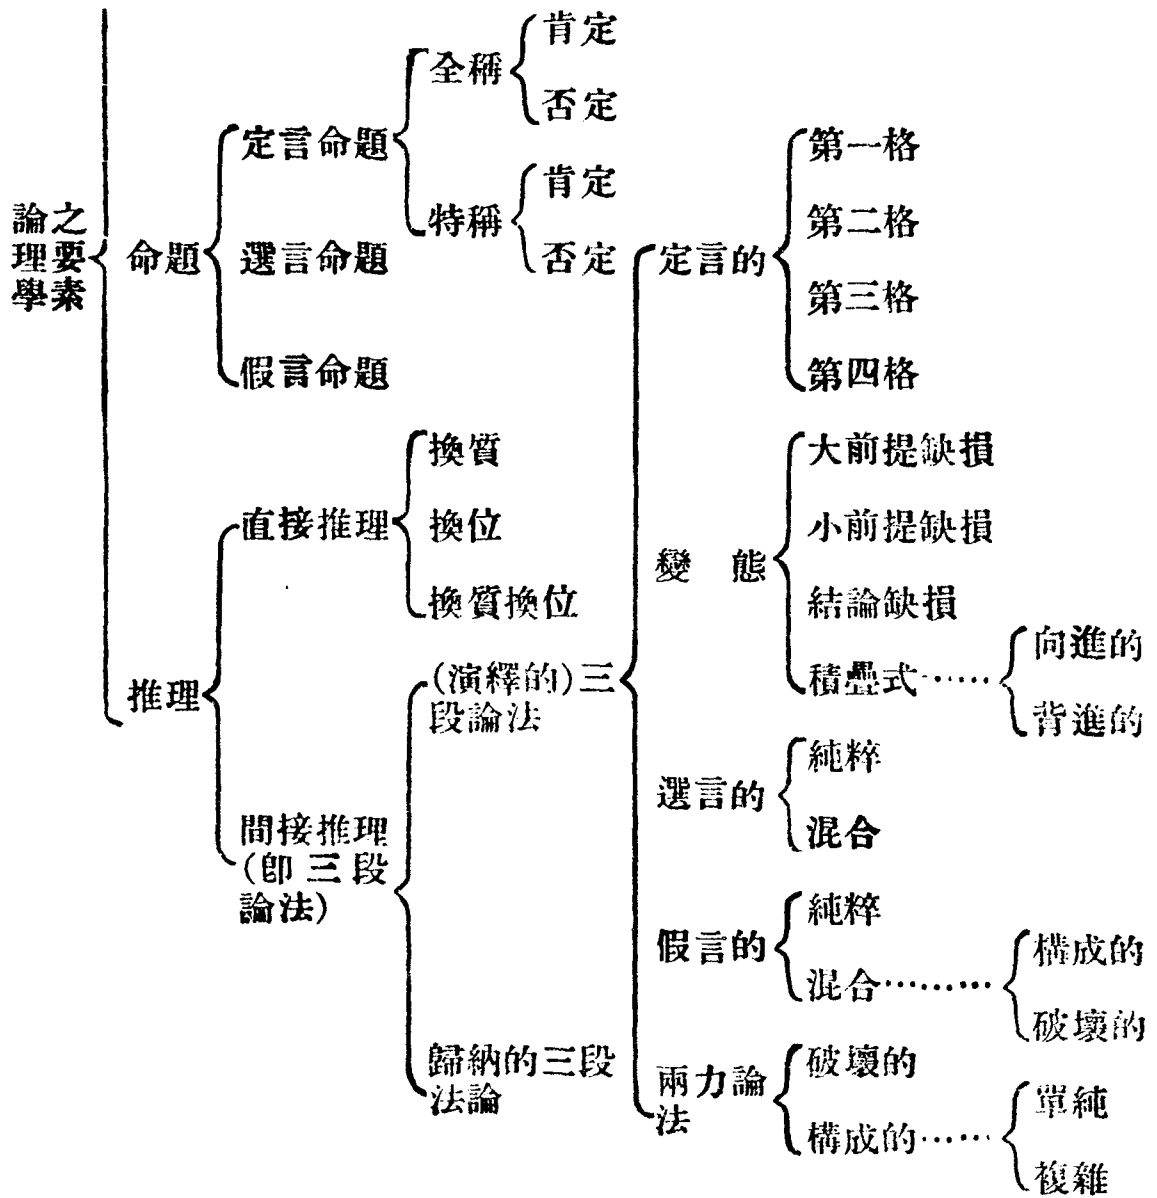 論理學
之要素
命題
定言命題
全稱
肯定
否定
特稱
肯定
否定
選言命題
假言命題
推理
直接推理
換質
換位
換質換位
間接推理
(卽三段
論法)
(演繹的)三
段論法
定言的
第一格
第二格
第三格
第四格
變態
大前提缺損
小前提缺損
結論缺損
積疊式……
向進的
背進的
選言的
純粹
混合
假言的
純粹
混合………
構成的
破壞的
兩力論
法
破壞的
構成的……
單純
複雜
歸納的三段
法論